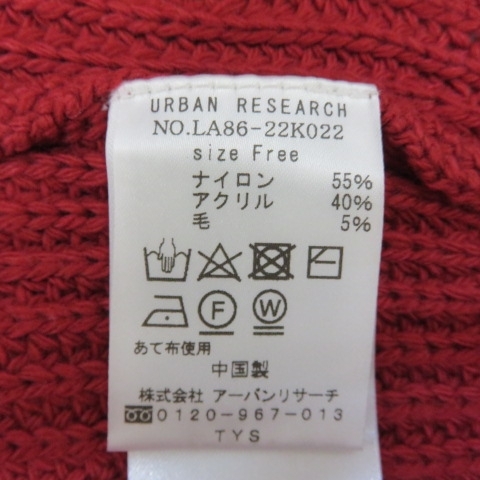 URBAN RESEARCH
NO.LA86-22K022
size Free
ナイロン 55%
アクリル 40%
毛 5%
F W
あて布使用
中国製
株式会社 アーバンリサーチ
0120-967-013
TYS